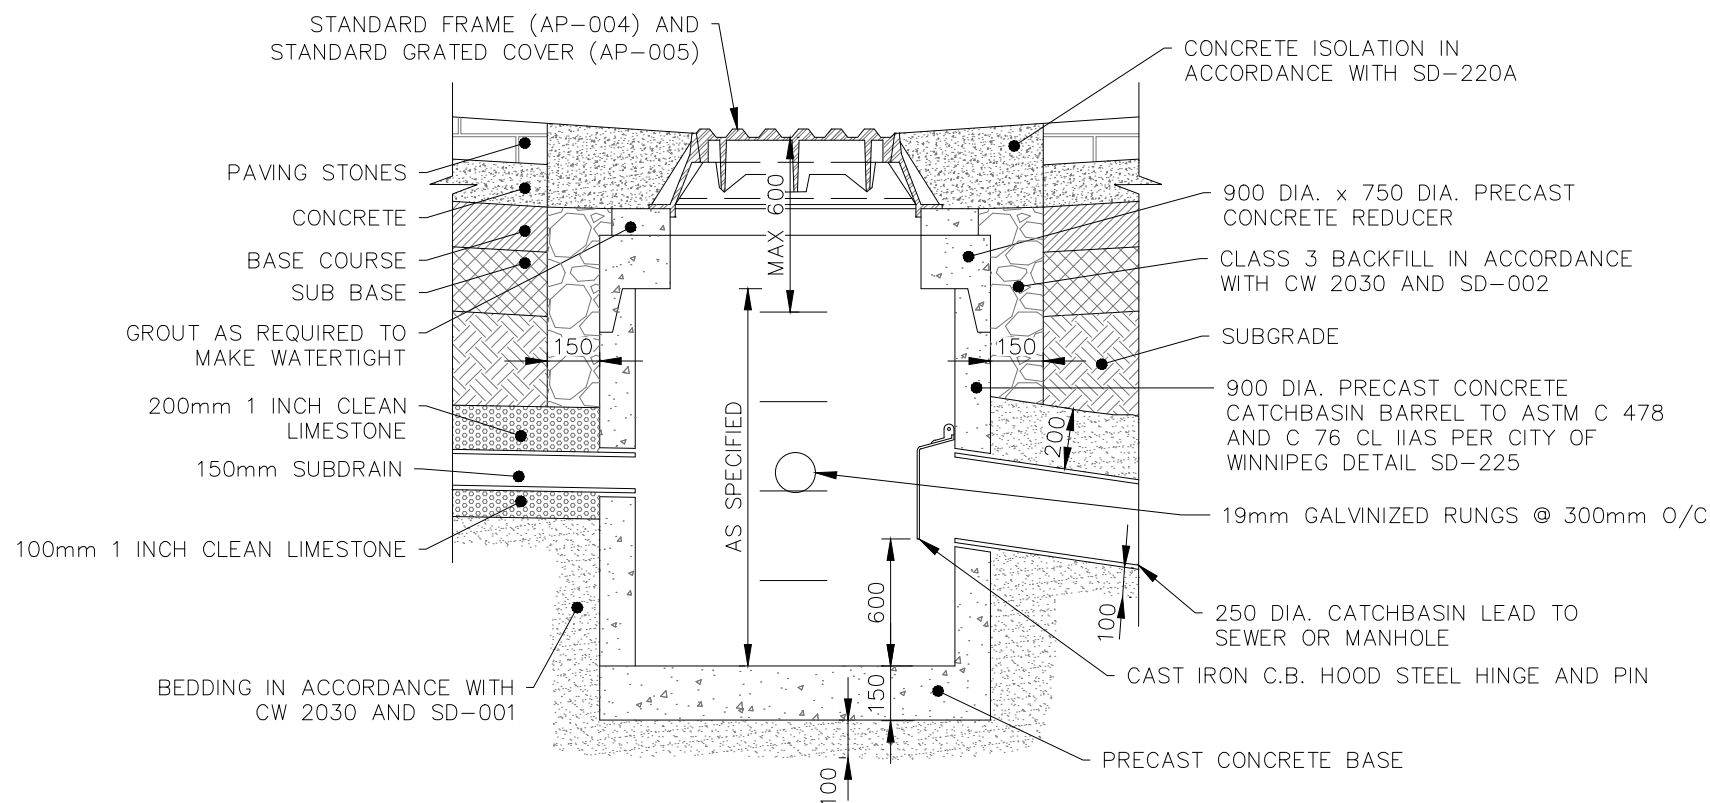 STANDARD FRAME (AP-004) AND
STANDARD GRATED COVER (AP-005)
CONCRETE ISOLATION IN
ACCORDANCE WITH SD-220A
PAVING STONES
CONCRETE
BASE COURSE
SUB BASE
GROUT AS REQUIRED TO
MAKE WATERTIGHT
200mm 1 INCH CLEAN
LIMESTONE
150mm SUBDRAIN
100mm 1 INCH CLEAN LIMESTONE
BEDDING IN ACCORDANCE WITH
CW 2030 AND SD-001
150
MAX 600
AS SPECIFIED
600
150
100
150
200
100
900 DIA. x 750 DIA. PRECAST
CONCRETE REDUCER
CLASS 3 BACKFILL IN ACCORDANCE
WITH CW 2030 AND SD-002
SUBGRADE
900 DIA. PRECAST CONCRETE
CATCHBASIN BARREL TO ASTM C 478
AND C 76 CL IIAS PER CITY OF
WINNIPEG DETAIL SD-225
19mm GALVINIZED RUNGS @ 300mm O/C
250 DIA. CATCHBASIN LEAD TO
SEWER OR MANHOLE
CAST IRON C.B. HOOD STEEL HINGE AND PIN
PRECAST CONCRETE BASE